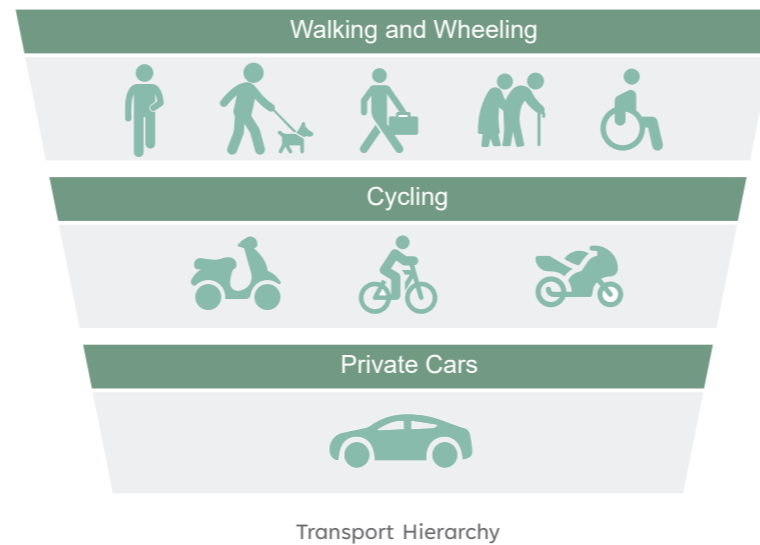 Walking and Wheeling
Cycling
Private Cars
Transport Hierarchy